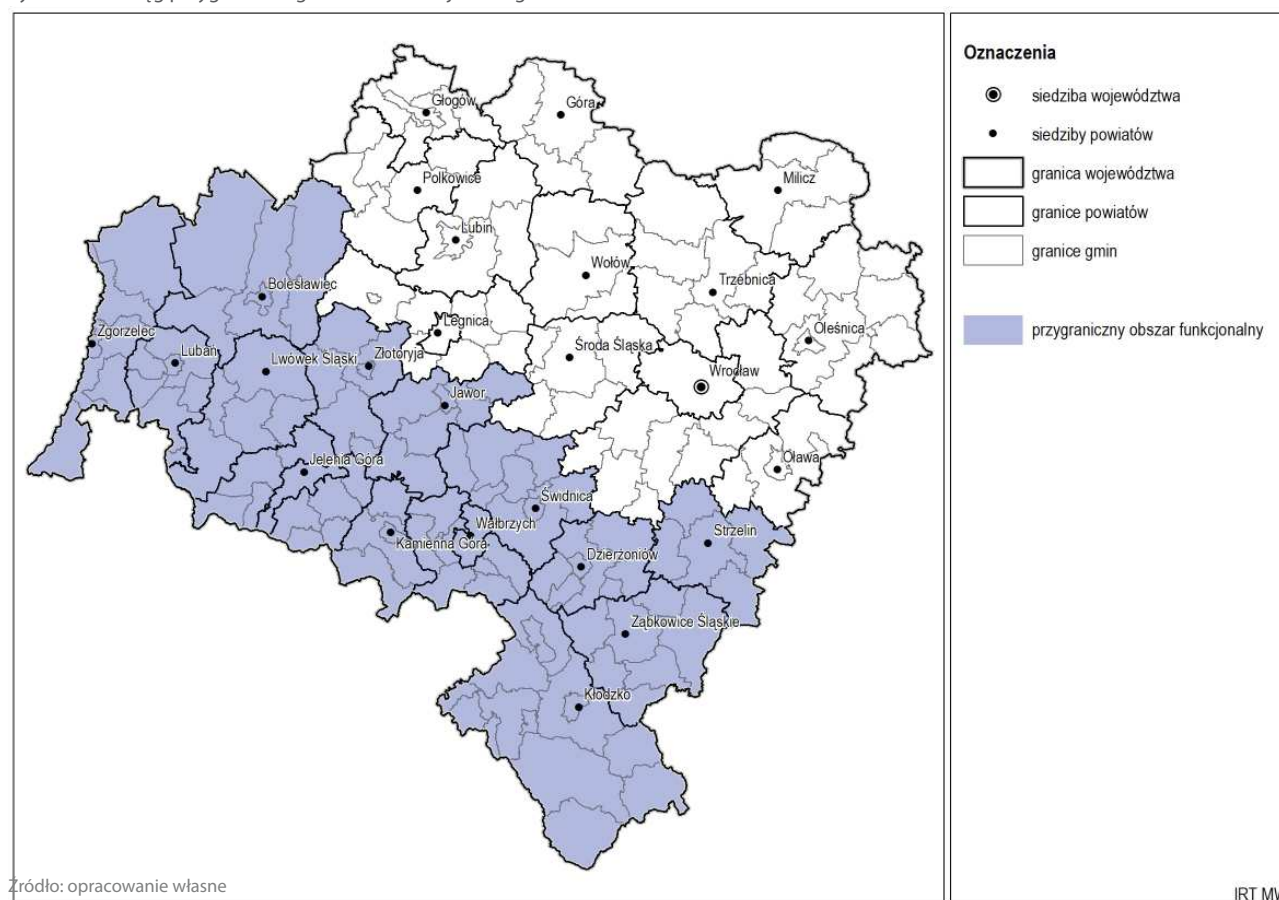 Oznaczenia
siedziba województwa
siedziby powiatów
granica województwa
granice powiatów
granice gmin
przygraniczny obszar funkcjonalny
Głogów
Góra
Polkowice
Milicz
Lubin
Wołów
Trzebnica
Bolesławiec
Legnica
Oleśnica
Zgorzelec
Lubań
Lwówek Śląski
Złotoryja
Środa Śląska
Wrocław
Jawor
Jelenia Góra
Oława
Świdnica
Wałbrzych
Kamienna Góra
Strzelin
Dzierżoniów
Ząbkowice Śląskie
Kłodzko
Źródło: opracowanie własne
IRT